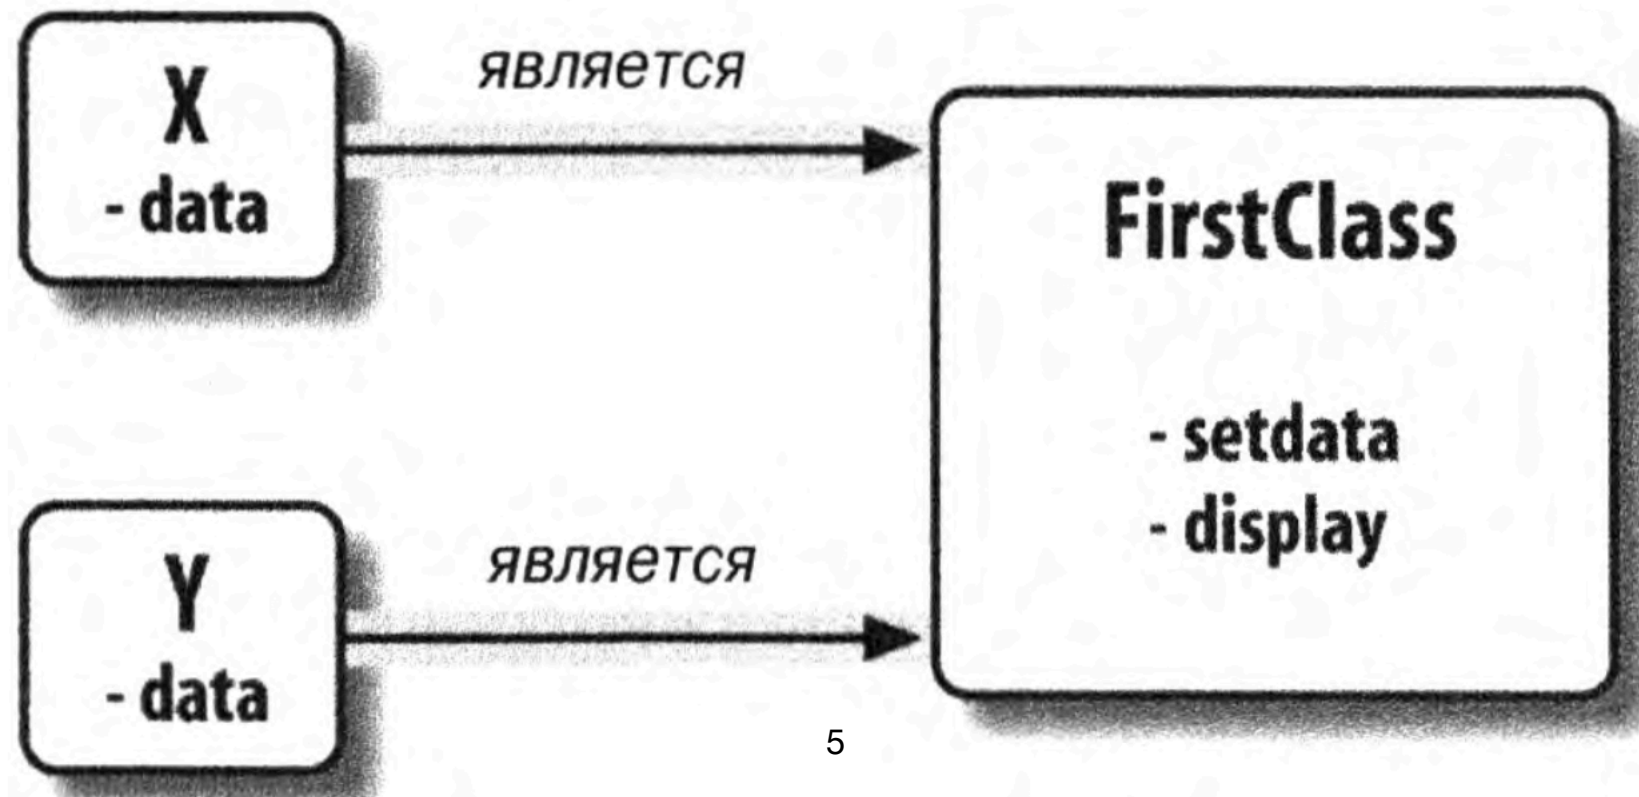 X
- data
является
FirstClass
- setdata
- display
Y
- data
является
5